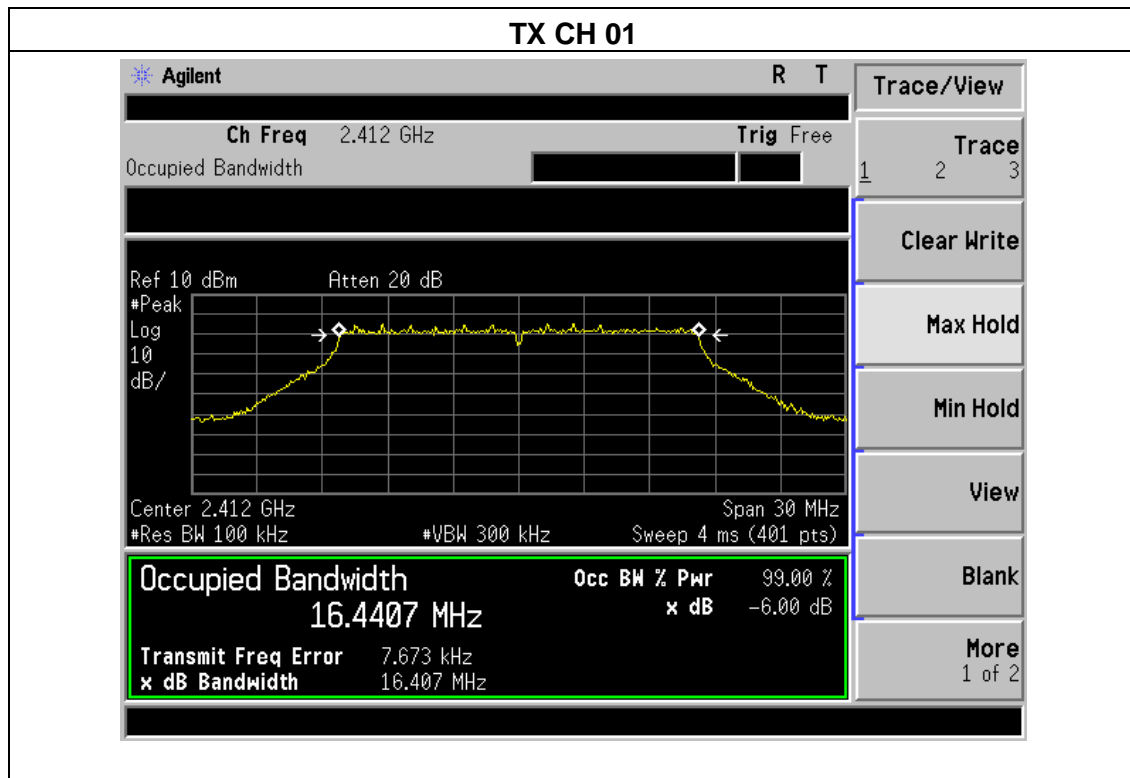 TX CH 01
Agilent R T
Trace/View
Ch Freq 2.412 GHz Trig Free
Occupied Bandwidth
Trace
1 2 3
Clear Write
Ref 10 dBm Atten 20 dB
#Peak
Log
10
dB/
Max Hold
Min Hold
View
Center 2.412 GHz Span 30 MHz
#Res BW 100 kHz #VBW 300 kHz Sweep 4 ms (401 pts)
Occupied Bandwidth Occ BW % Pwr 99.00 %
16.4407 MHz x dB -6.00 dB
Blank
Transmit Freq Error 7.673 kHz
x dB Bandwidth 16.407 MHz
More
1 of 2